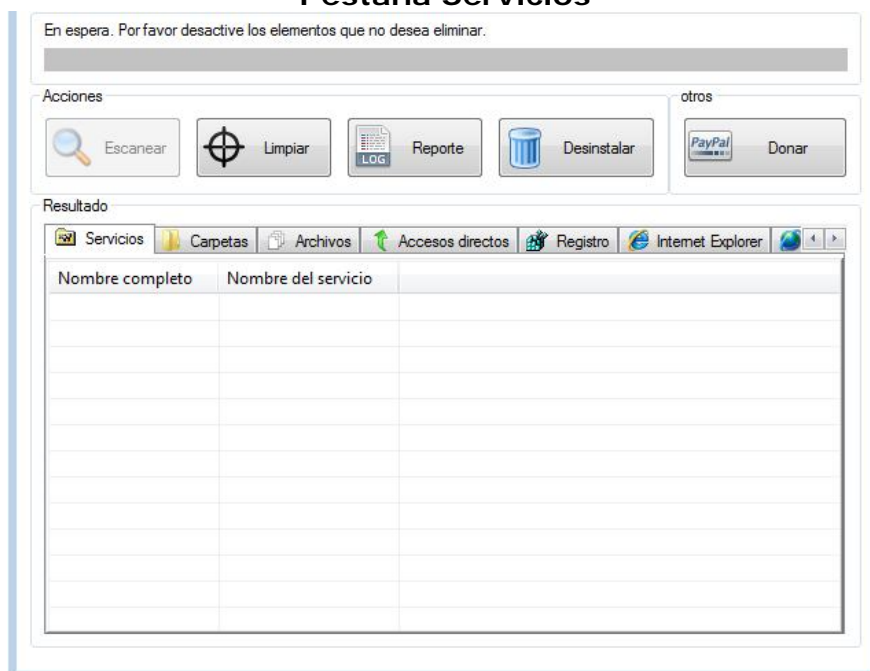 Pestaña Servicios
En espera. Por favor desactive los elementos que no desea eliminar.
Acciones
otros
Escanear
Limpiar
LOG
Reporte
Desinstalar
PayPal
Donar
Resultado
Servicios
Carpetas
Archivos
Accesos directos
Registro
Internet Explorer
Nombre completo
Nombre del servicio